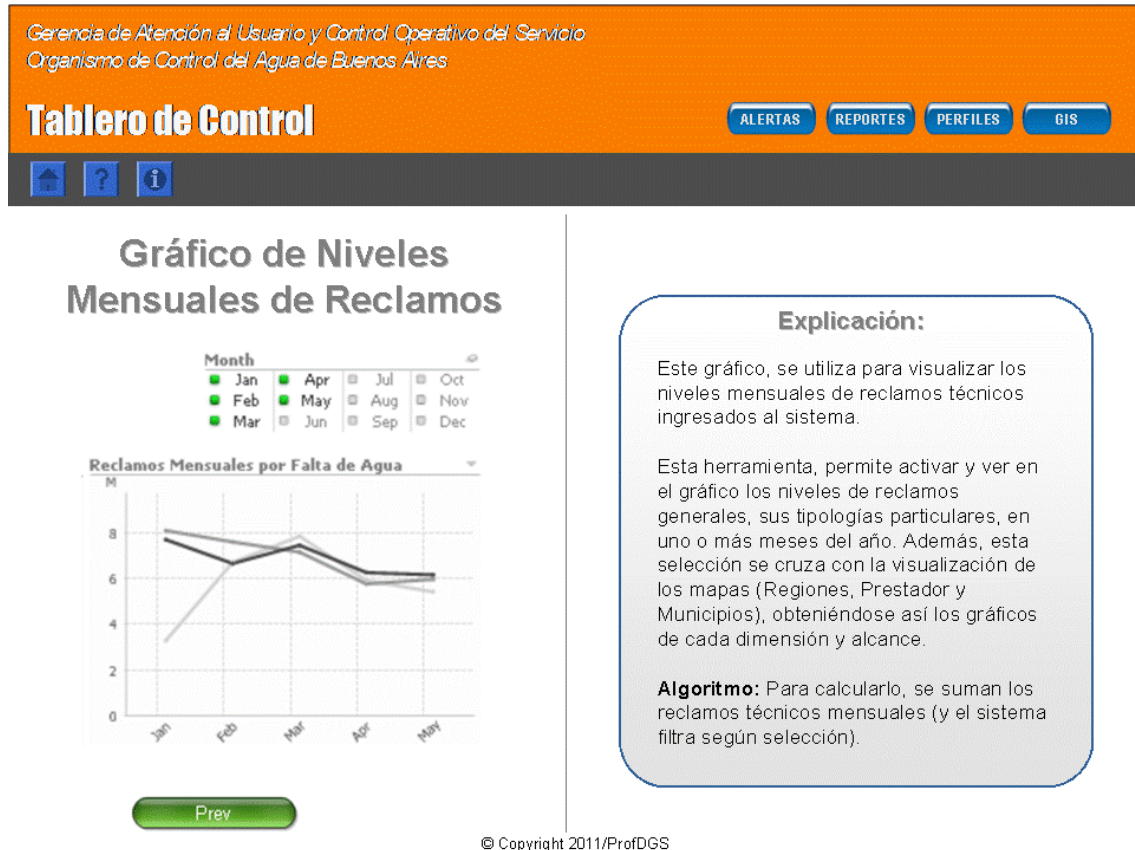 Gerencia de Atención al Usuario y Control Operativo del Servicio
Organismo de Control del Agua de Buenos Aires
Tablero de Control
ALERTAS REPORTES PERFILES GIS
Gráfico de Niveles
Mensuales de Reclamos
Month
Jan Apr Jul Oct
Feb May Aug Nov
Mar Jun Sep Dec
Reclamos Mensuales por Falta de Agua
M
8
6
4
2
0
Jan Feb Mar Apr May
Prev
Explicación:
Este gráfico, se utiliza para visualizar los
niveles mensuales de reclamos técnicos
ingresados al sistema.
Esta herramienta, permite activar y ver en
el gráfico los niveles de reclamos
generales, sus tipologías particulares, en
uno o más meses del año. Además, esta
selección se cruza con la visualización de
los mapas (Regiones, Prestador y
Municipios), obteniéndose así los gráficos
de cada dimensión y alcance.
Algoritmo: Para calcularlo, se suman los
reclamos técnicos mensuales (y el sistema
filtra según selección).
© Copyright 2011/ProfDGS